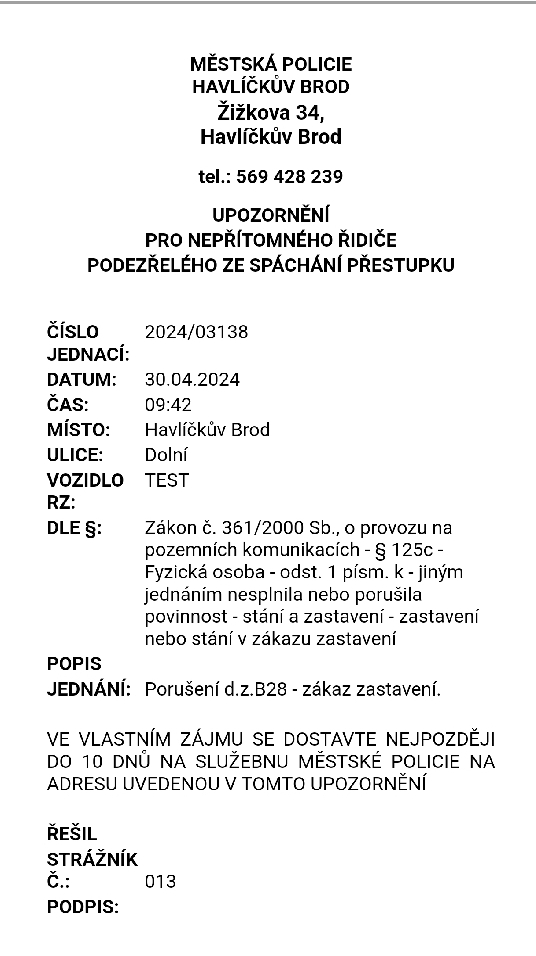 MĚSTSKÁ POLICIE
HAVLÍČKŮV BROD
Žižkova 34,
Havlíčkův Brod
tel.: 569 428 239
UPOZORNĚNÍ
PRO NEPŘÍTOMNÉHO ŘIDIČE
PODEZŘELÉHO ZE SPÁCHÁNÍ PŘESTUPKU
ČÍSLO JEDNACÍ: 2024/03138
DATUM: 30.04.2024
ČAS: 09:42
MÍSTO: Havlíčkův Brod
ULICE: Dolní
VOZIDLO RZ: TEST
DLE §: Zákon č. 361/2000 Sb., o provozu na
pozemních komunikacích - § 125c -
Fyzická osoba - odst. 1 písm. k - jiným
jednáním nesplnila nebo porušila
povinnost - stání a zastavení - zastavení
nebo stání v zákazu zastavení
POPIS
JEDNÁNÍ: Porušení d.z.B28 - zákaz zastavení.
VE VLASTNÍM ZÁJMU SE DOSTAVTE NEJPOZDĚJI
DO 10 DNŮ NA SLUŽEBNU MĚSTSKÉ POLICIE NA
ADRESU UVEDENOU V TOMTO UPOZORNĚNÍ
ŘEŠIL
STRÁŽNÍK
Č.: 013
PODPIS: